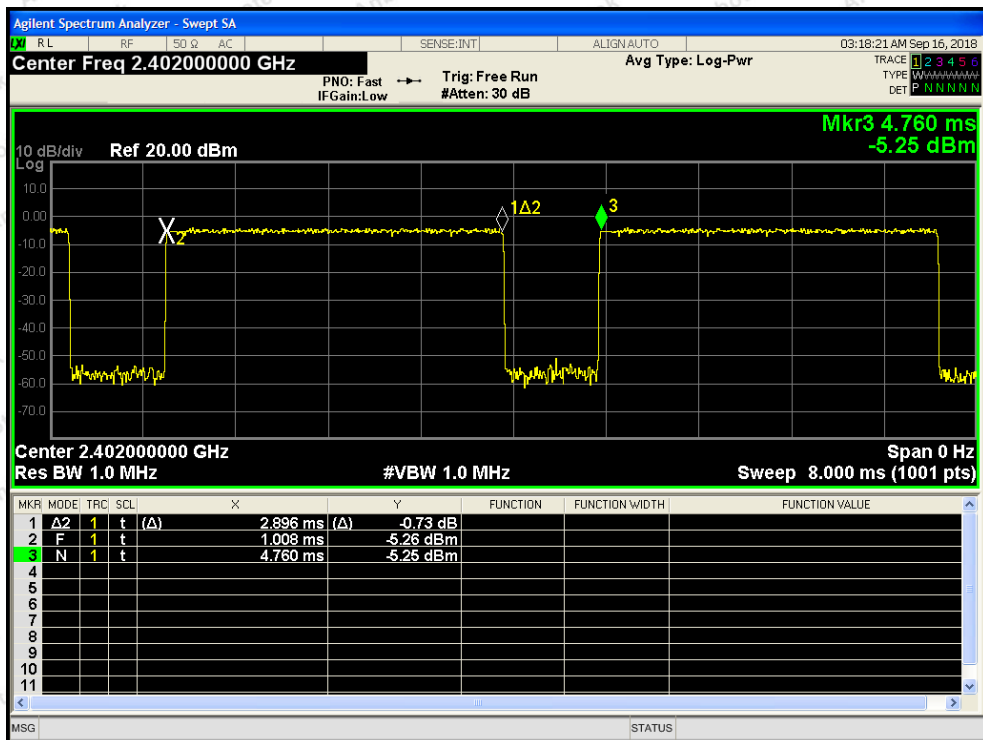 Agilent Spectrum Analyzer - Swept SA
LXI RL RF 50 Ω AC SENSE:INT ALIGNAUTO 03:18:21 AM Sep 16, 2018
Center Freq 2.402000000 GHz Avg Type: Log-Pwr TRACE 1 2 3 4 5 6
PNO: Fast Trig: Free Run TYPE WWWWWW
IFGain:Low #Atten: 30 dB DET P N N N N N
Mkr3 4.760 ms
10 dB/div Ref 20.00 dBm -5.25 dBm
Log
10.0
0.00
-10.0
-20.0
-30.0
-40.0
-50.0
-60.0
-70.0
2
1Δ2
3
Center 2.402000000 GHz Span 0 Hz
Res BW 1.0 MHz #VBW 1.0 MHz Sweep 8.000 ms (1001 pts)
MKR MODE TRC SCL X Y FUNCTION FUNCTION WIDTH FUNCTION VALUE
1 Δ2 1 t (Δ) 2.896 ms (Δ) -0.73 dB
2 F 1 t 1.008 ms -5.26 dBm
3 N 1 t 4.760 ms -5.25 dBm
4
5
6
7
8
9
10
11
MSG STATUS